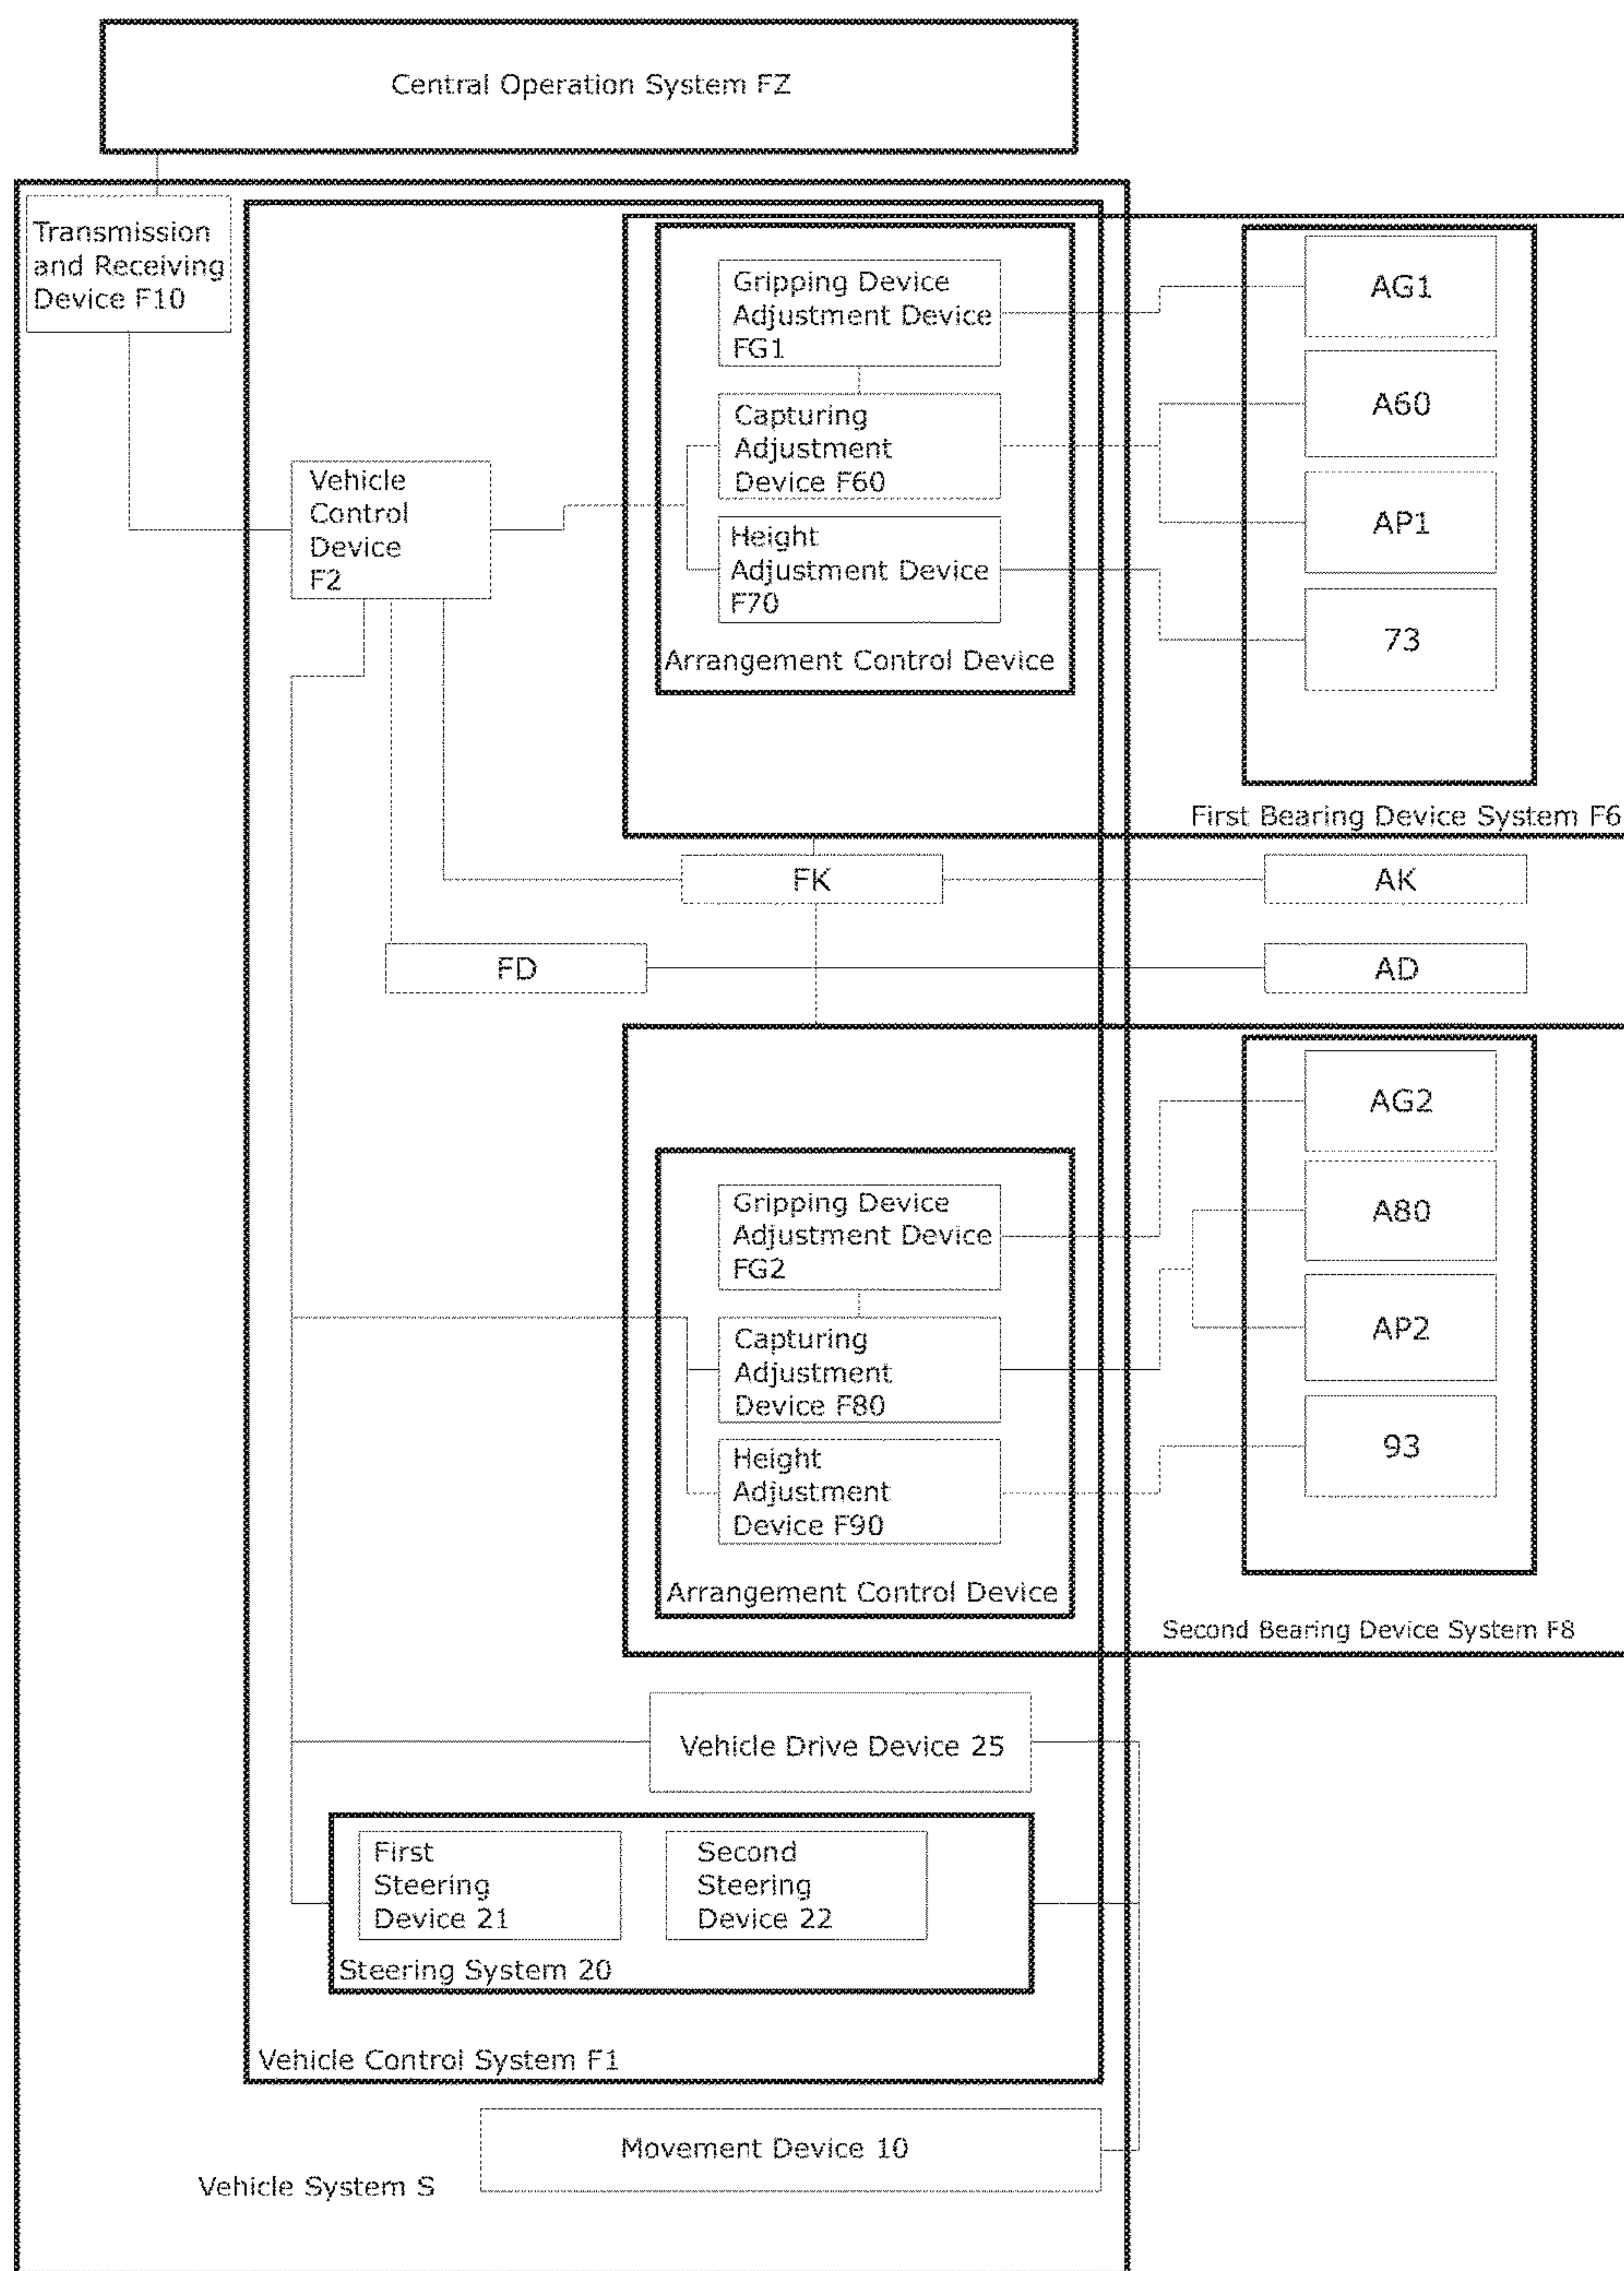 Central Operation System FZ
Transmission
and Receiving
Device F10
Gripping Device
Adjustment Device
FG1
AG1
Capturing
Adjustment
Device F60
A60
Vehicle
Control
Device
F2
AP1
Height
Adjustment Device
F70
73
Arrangement Control Device
First Bearing Device System F6
FK
AK
FD
AD
AG2
Gripping Device
Adjustment Device
FG2
A80
Capturing
Adjustment
Device F80
AP2
Height
Adjustment
Device F90
93
Arrangement Control Device
Second Bearing Device System F8
Vehicle Drive Device 25
First
Steering
Device 21
Second
Steering
Device 22
Steering System 20
Vehicle Control System F1
Movement Device 10
Vehicle System S